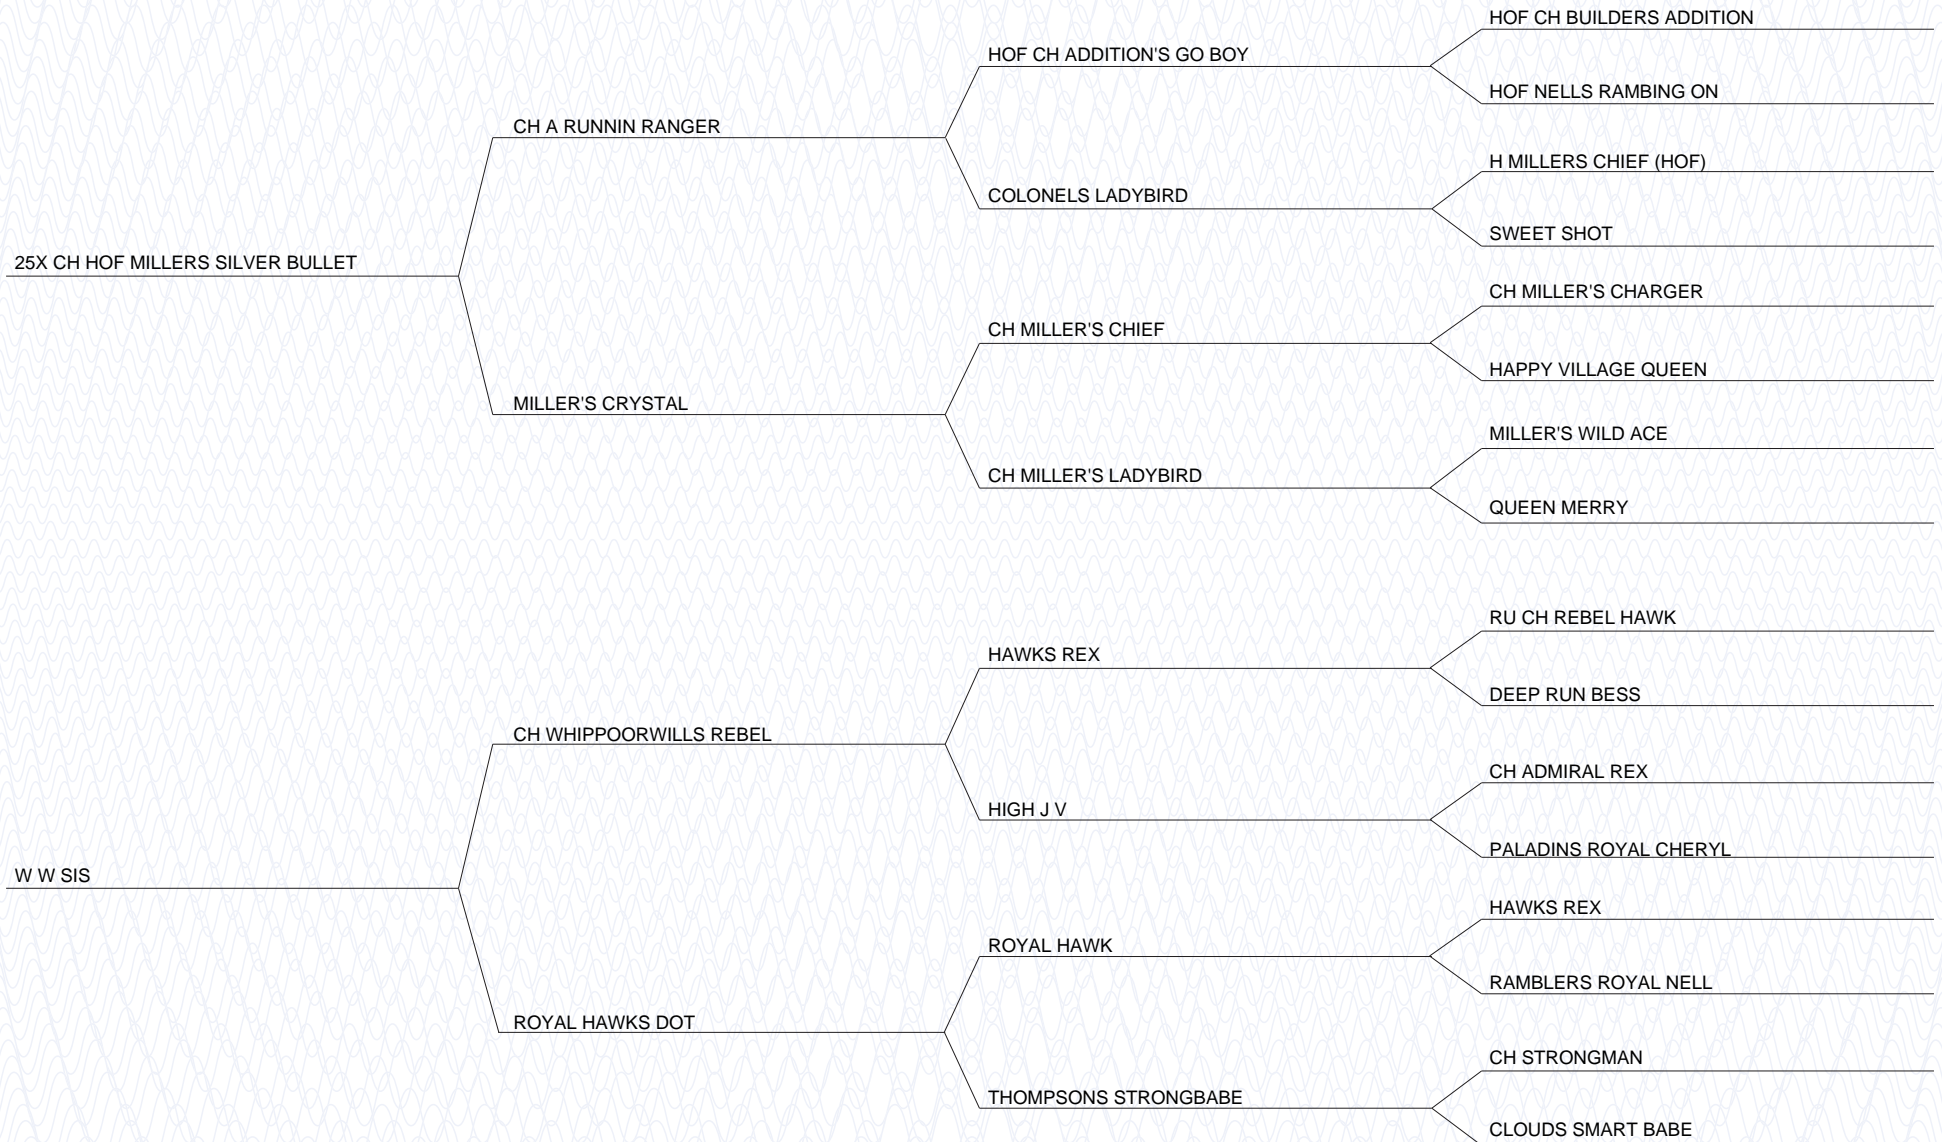 HOF CH BUILDERS ADDITION
HOF CH ADDITION'S GO BOY
HOF NELLS RAMBING ON
CH A RUNNIN RANGER
H MILLERS CHIEF (HOF)
COLONELS LADYBIRD
SWEET SHOT
25X CH HOF MILLERS SILVER BULLET
CH MILLER'S CHARGER
CH MILLER'S CHIEF
HAPPY VILLAGE QUEEN
MILLER'S CRYSTAL
MILLER'S WILD ACE
CH MILLER'S LADYBIRD
QUEEN MERRY
RU CH REBEL HAWK
HAWKS REX
DEEP RUN BESS
CH WHIPPOORWILLS REBEL
CH ADMIRAL REX
HIGH J V
PALADINS ROYAL CHERYL
W W SIS
HAWKS REX
ROYAL HAWK
RAMBLERS ROYAL NELL
ROYAL HAWKS DOT
CH STRONGMAN
THOMPSONS STRONGBABE
CLOUDS SMART BABE